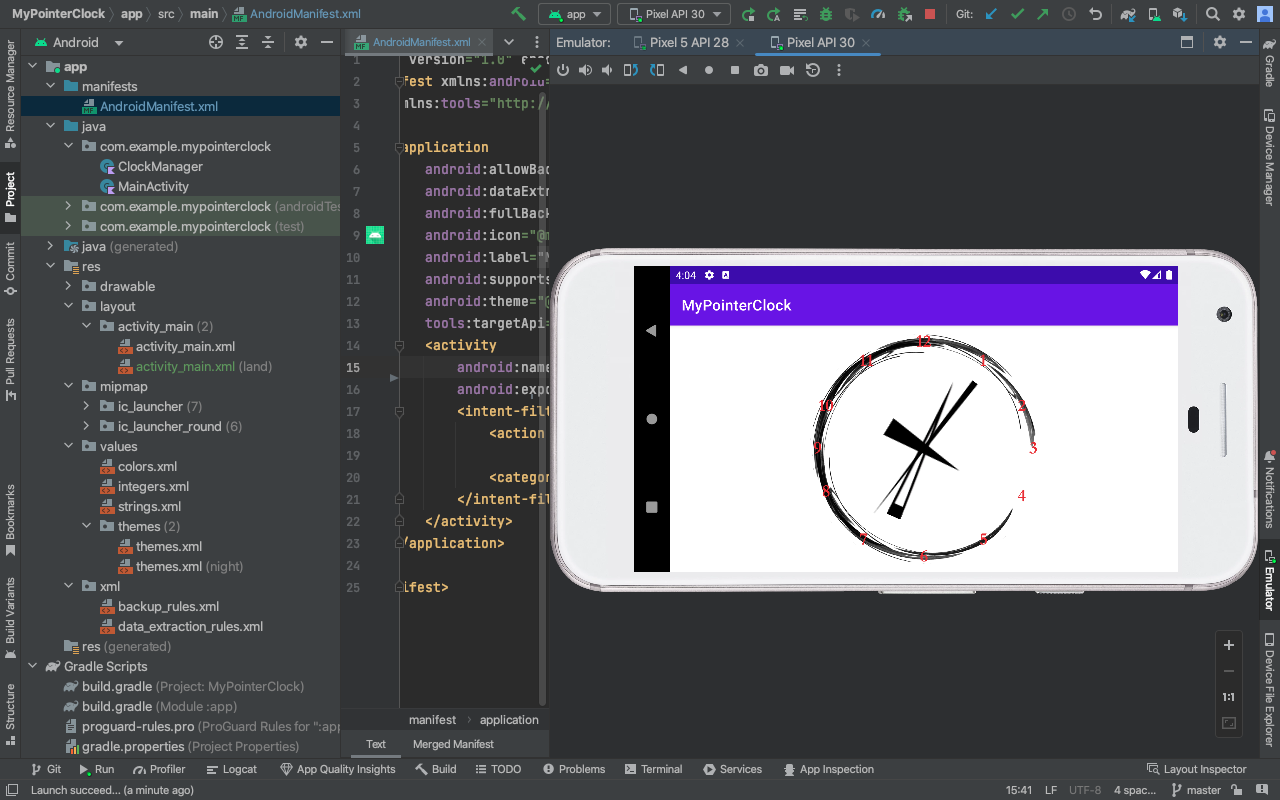 MyPointerClock app src main AndroidManifest.xml
app
Pixel API 30
Git:
Android
AndroidManifest.xml
Emulator: Pixel 5 API 28 Pixel API 30
Resource Manager
Project
Commit
Pull Requests
Bookmarks
Build Variants
Structure
app
manifests
AndroidManifest.xml
java
com.example.mypointerclock
ClockManager
MainActivity
com.example.mypointerclock (androidTes
com.example.mypointerclock (test)
java (generated)
res
drawable
layout
activity_main (2)
activity_main.xml
activity_main.xml (land)
mipmap
ic_launcher (7)
ic_launcher_round (6)
values
colors.xml
integers.xml
strings.xml
themes (2)
themes.xml
themes.xml (night)
xml
backup_rules.xml
data_extraction_rules.xml
res (generated)
Gradle Scripts
build.gradle (Project: MyPointerClock)
build.gradle (Module :app)
proguard-rules.pro (ProGuard Rules for ":app
gradle.properties (Project Properties)
1 version="1.0"
2 fest xmlns:android=
3 mlns:tools="http://
4
5 application
6 android:allowBac
7 android:dataExtr
8 android:fullBack
9 android:icon="@m
10 android:label="M
11 android:supports
12 android:theme="@
13 tools:targetApi=
14 <activity
15 android:name
16 android:expo
17 <intent-filt
18 <action
19
20 <categor
21 </intent-fil
22 </activity>
23 /application>
24
25 ifest>
manifest application
Text Merged Manifest
4:04
MyPointerClock
12
11 1
10 2
9 3
8 4
7 5
6
1:1
Gradle
Device Manager
Notifications
Emulator
Device File Explorer
Git Run Profiler Logcat App Quality Insights Build TODO Problems Terminal Services App Inspection Layout Inspector
Launch succeed... (a minute ago) 15:41 LF UTF-8 4 spac... master